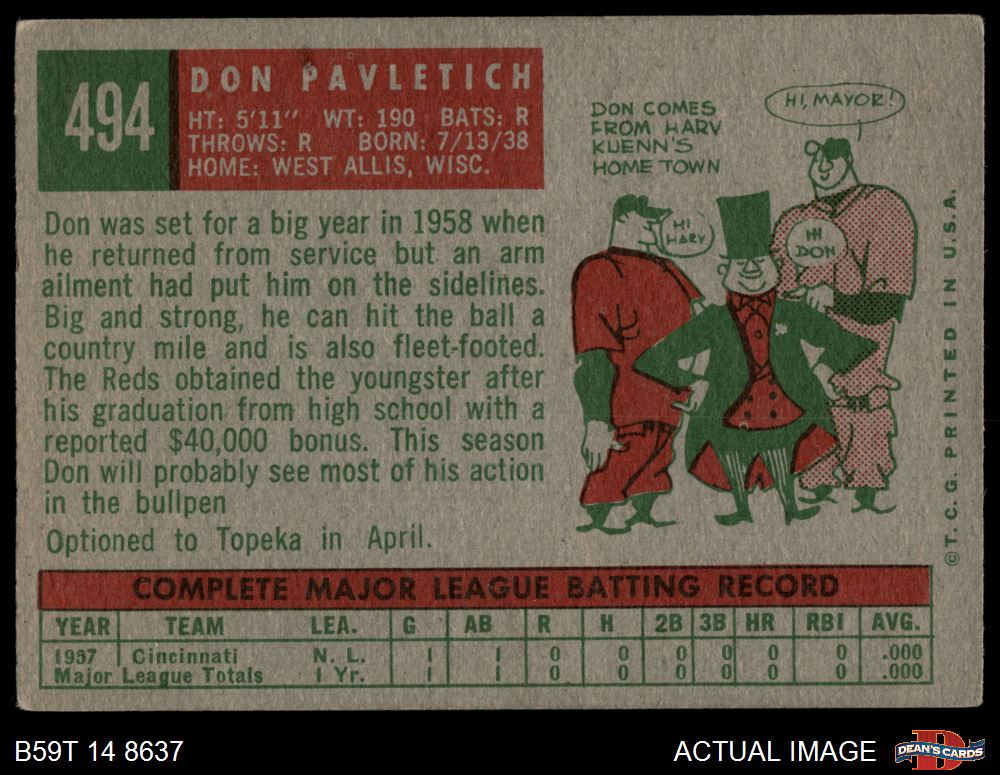 494
DON PAVLETICH
HT: 5'11" WT: 190 BATS: R
THROWS: R BORN: 7/13/38
HOME: WEST ALLIS, WISC.
Don was set for a big year in 1958 when
he returned from service but an arm
ailment had put him on the sidelines.
Big and strong, he can hit the ball a
country mile and is also fleet-footed.
The Reds obtained the youngster after
his graduation from high school with a
reported $40,000 bonus. This season
Don will probably see most of his action
in the bullpen
Optioned to Topeka in April.
DON COMES
FROM HARV
KUENN'S
HOME TOWN
HI, MAYOR!
HI
HARV
HI
DON
© T. C. G. PRINTED IN U.S.A.
COMPLETE MAJOR LEAGUE BATTING RECORD
YEAR TEAM LEA. G AB R H 2B 3B HR RBI AVG.
1957 Cincinnati N. L. 1 1 0 0 0 0 0 0 .000
Major League Totals 1 Yr. 1 1 0 0 0 0 0 0 .000
B59T 14 8637
ACTUAL IMAGE
DEAN'S CARDS